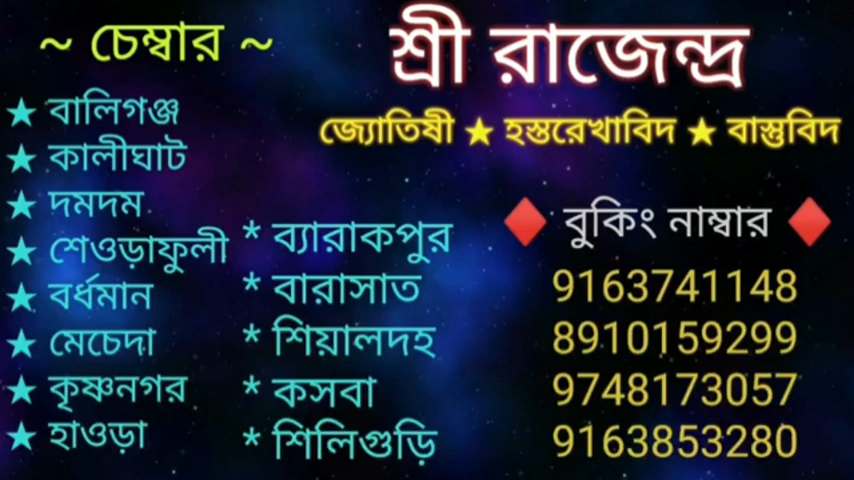 ~ চেম্বার ~
★ বালিগঞ্জ
★ কালীঘাট
★ দমদম
★ শেওড়াফুলী
★ বর্ধমান
★ মেচেদা
★ কৃষ্ণনগর
★ হাওড়া
* ব্যারাকপুর
* বারাসাত
* শিয়ালদহ
* কসবা
* শিলিগুড়ি
শ্রী রাজেন্দ্র
জ্যোতিষী ★ হস্তরেখাবিদ ★ বাস্তুবিদ
♦ বুকিং নাম্বার ♦
9163741148
8910159299
9748173057
9163853280